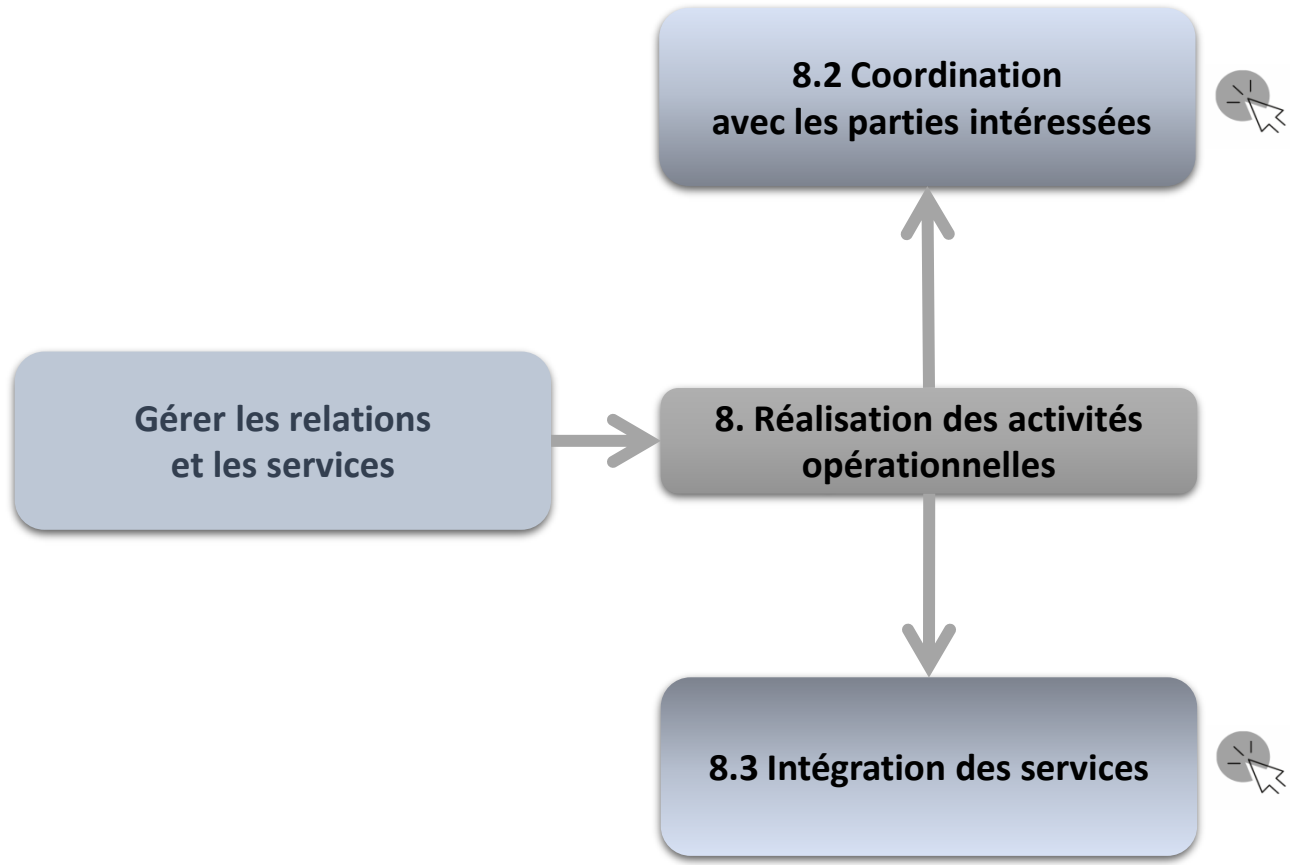 8.2 Coordination
avec les parties intéressées
Gérer les relations
et les services
8. Réalisation des activités
opérationnelles
8.3 Intégration des services